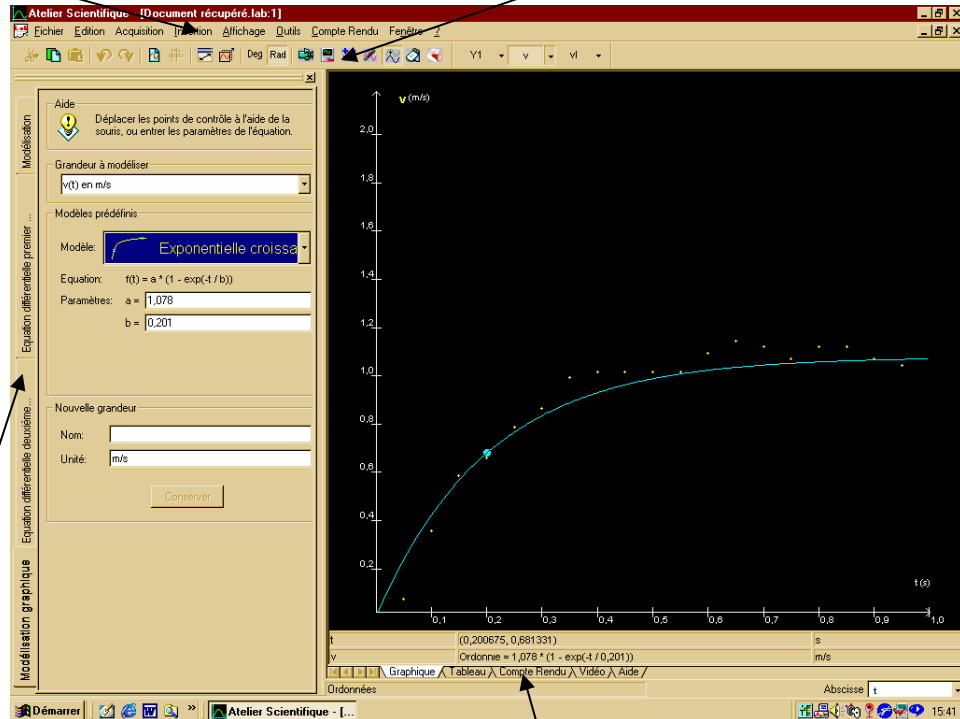 Atelier Scientifique - [Document récupéré.lab:1]
Fichier Edition Acquisition Insertion Affichage Outils Compte Rendu Fenêtre ?
Deg Rad Y1 v vI
Modélisation
Equation différentielle premier ...
Equation différentielle deuxième...
Modélisation graphique
Aide
Déplacer les points de contrôle à l'aide de la
souris, ou entrer les paramètres de l'équation.
Grandeur à modéliser
v(t) en m/s
Modèles prédéfinis
Modèle: Exponentielle croissa
Equation: f(t) = a * (1 - exp(-t / b))
Paramètres: a = 1,078
b = 0,201
Nouvelle grandeur
Nom:
Unité: m/s
Conserver
v (m/s)
2,0
1,8
1,6
1,4
1,2
1,0
0,8
0,6
0,4
0,2
t (s)
0,1 0,2 0,3 0,4 0,5 0,6 0,7 0,8 0,9 1,0
t (0,200675, 0,681331) s
v Ordonnie = 1,078 * (1 - exp(-t / 0,201)) m/s
Graphique Tableau Compte Rendu Vidéo Aide
Ordonnées Abscisse t
Démarrer » Atelier Scientifique - [... 15:41